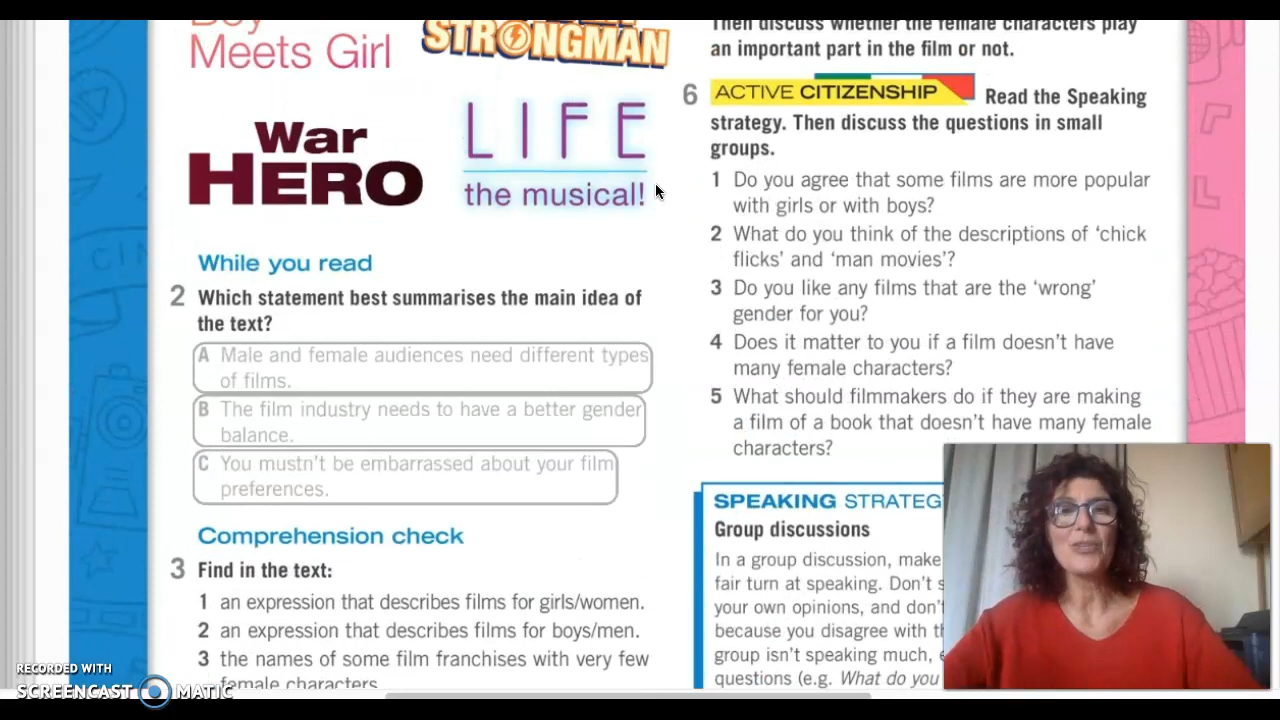 Boy
Meets Girl
STRONGMAN
War
HERO
LIFE
the musical!
While you read
2 Which statement best summarises the main idea of
the text?
A Male and female audiences need different types
of films.
B The film industry needs to have a better gender
balance.
C You mustn't be embarrassed about your film
preferences.
Comprehension check
3 Find in the text:
1 an expression that describes films for girls/women.
2 an expression that describes films for boys/men.
3 the names of some film franchises with very few
female characters
Then discuss whether the female characters play
an important part in the film or not.
6 ACTIVE CITIZENSHIP Read the Speaking
strategy. Then discuss the questions in small
groups.
1 Do you agree that some films are more popular
with girls or with boys?
2 What do you think of the descriptions of 'chick
flicks' and 'man movies'?
3 Do you like any films that are the 'wrong'
gender for you?
4 Does it matter to you if a film doesn't have
many female characters?
5 What should filmmakers do if they are making
a film of a book that doesn't have many female
characters?
SPEAKING STRATEG
Group discussions
In a group discussion, make
fair turn at speaking. Don't s
your own opinions, and don't
because you disagree with th
group isn't speaking much, e
questions (e.g. What do you
CIN
RECORDED WITH
SCREENCAST MATIC